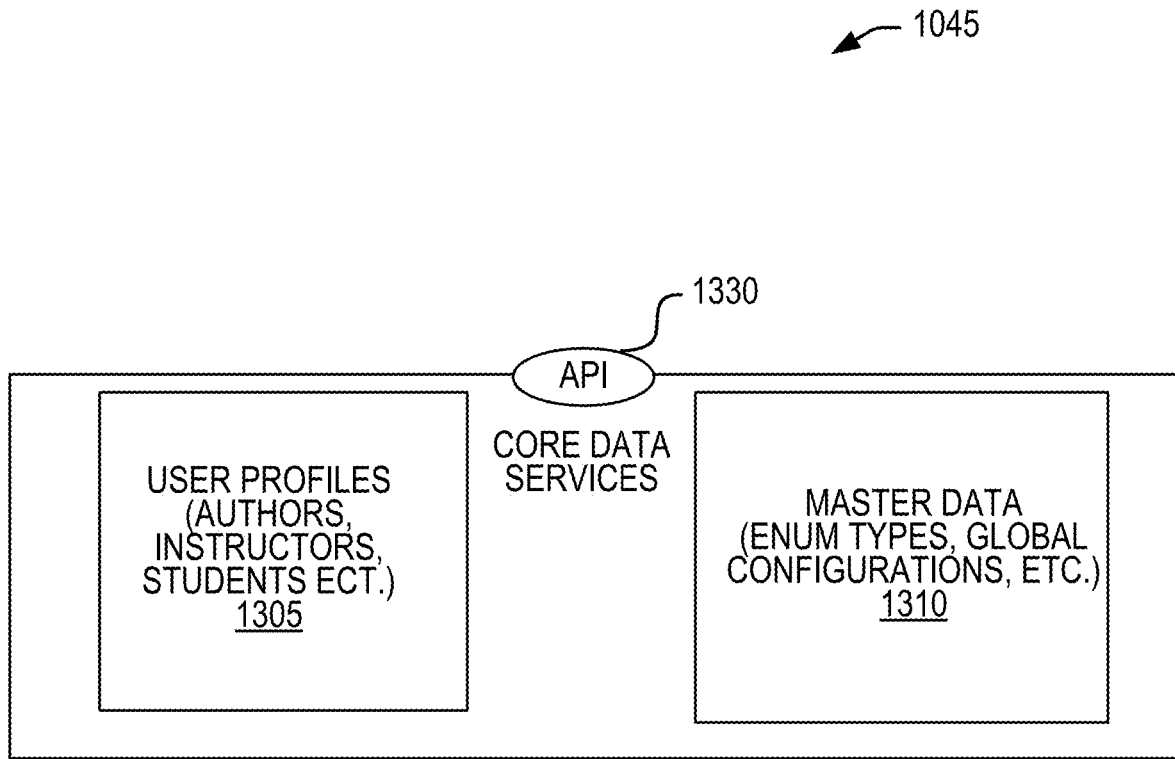 1045
1330
API
CORE DATA
SERVICES
USER PROFILES
(AUTHORS,
INSTRUCTORS,
STUDENTS ECT.)
1305
MASTER DATA
(ENUM TYPES, GLOBAL
CONFIGURATIONS, ETC.)
1310